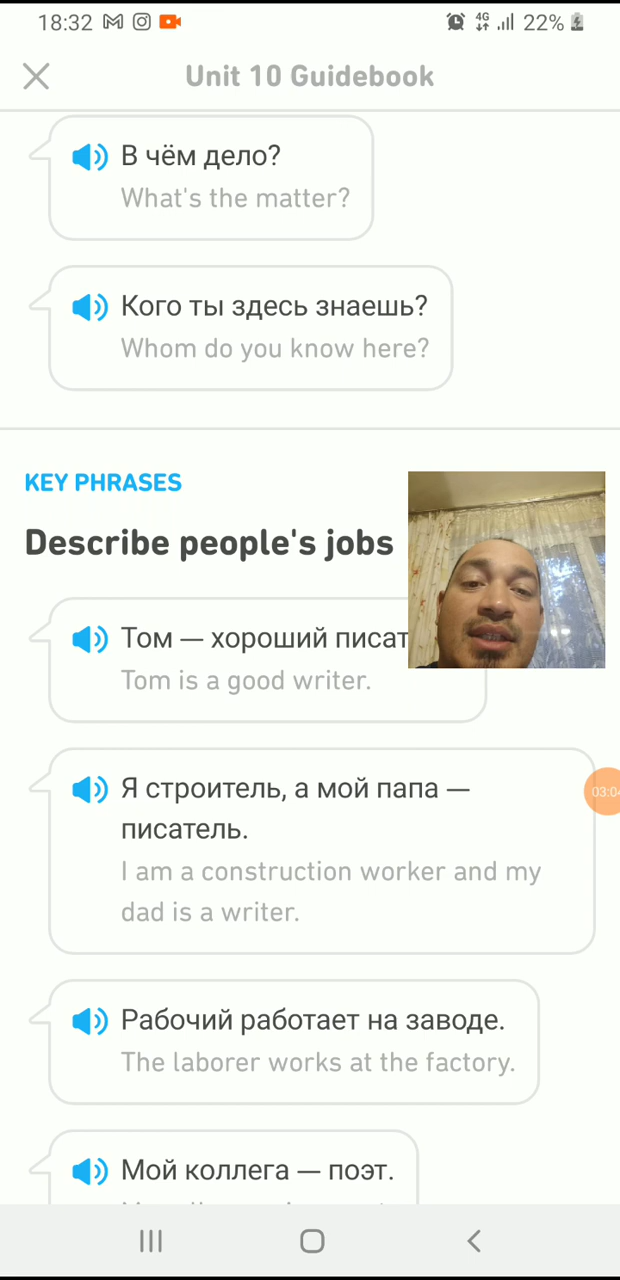 18:32
4G
22%
Unit 10 Guidebook
В чём дело?
What's the matter?
Кого ты здесь знаешь?
Whom do you know here?
KEY PHRASES
Describe people's jobs
Том — хороший
Tom is a good writer.
Я строитель, а мой папа —
писатель.
I am a construction worker and my
dad is a writer.
Рабочий работает на заводе.
The laborer works at the factory.
Мой коллега — поэт.